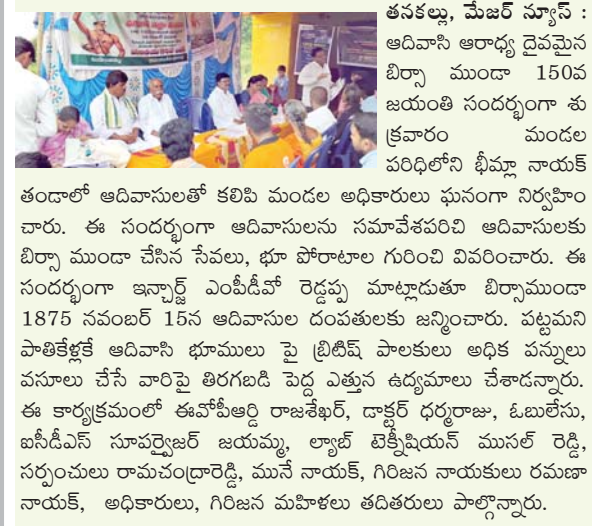 తనకల్లు, మేజర్ న్యూస్ :
ఆదివాసి ఆరాధ్య దైవమైన
బిర్సా ముండా 150వ
జయంతి సందర్భంగా శు
క్రవారం మండల
పరిధిలోని భీమ్లా నాయక్
తండాలో ఆదివాసులతో కలిపి మండల అధికారులు ఘనంగా నిర్వహిం
చారు. ఈ సందర్భంగా ఆదివాసులను సమావేశపరిచి ఆదివాసులకు
బిర్సా ముండా చేసిన సేవలు, భూ పోరాటాల గురించి వివరించారు. ఈ
సందర్భంగా ఇన్చార్జ్ ఎంపీడీవో రెడ్డప్ప మాట్లాడుతూ బిర్సాముండా
1875 నవంబర్ 15న ఆదివాసుల దంపతులకు జన్మించారు. పట్టమని
పాతికేళ్లకే ఆదివాసి భూములు పై బ్రిటిష్ పాలకులు అధిక పన్నులు
వసూలు చేసే వారిపై తిరగబడి పెద్ద ఎత్తున ఉద్యమాలు చేశాడన్నారు.
ఈ కార్యక్రమంలో ఈవోపీఆర్డి రాజశేఖర్, డాక్టర్ ధర్మరాజు, ఓబులేసు,
ఐసీడీఎస్ సూపర్వైజర్ జయమ్మ, ల్యాబ్ టెక్నీషియన్ ముసల్ రెడ్డి,
సర్పంచులు రామచంద్రారెడ్డి, మునే నాయక్, గిరిజన నాయకులు రమణా
నాయక్, అధికారులు, గిరిజన మహిళలు తదితరులు పాల్గొన్నారు.